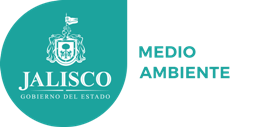 JALISCO
GOBIERNO DEL ESTADO
MEDIO
AMBIENTE